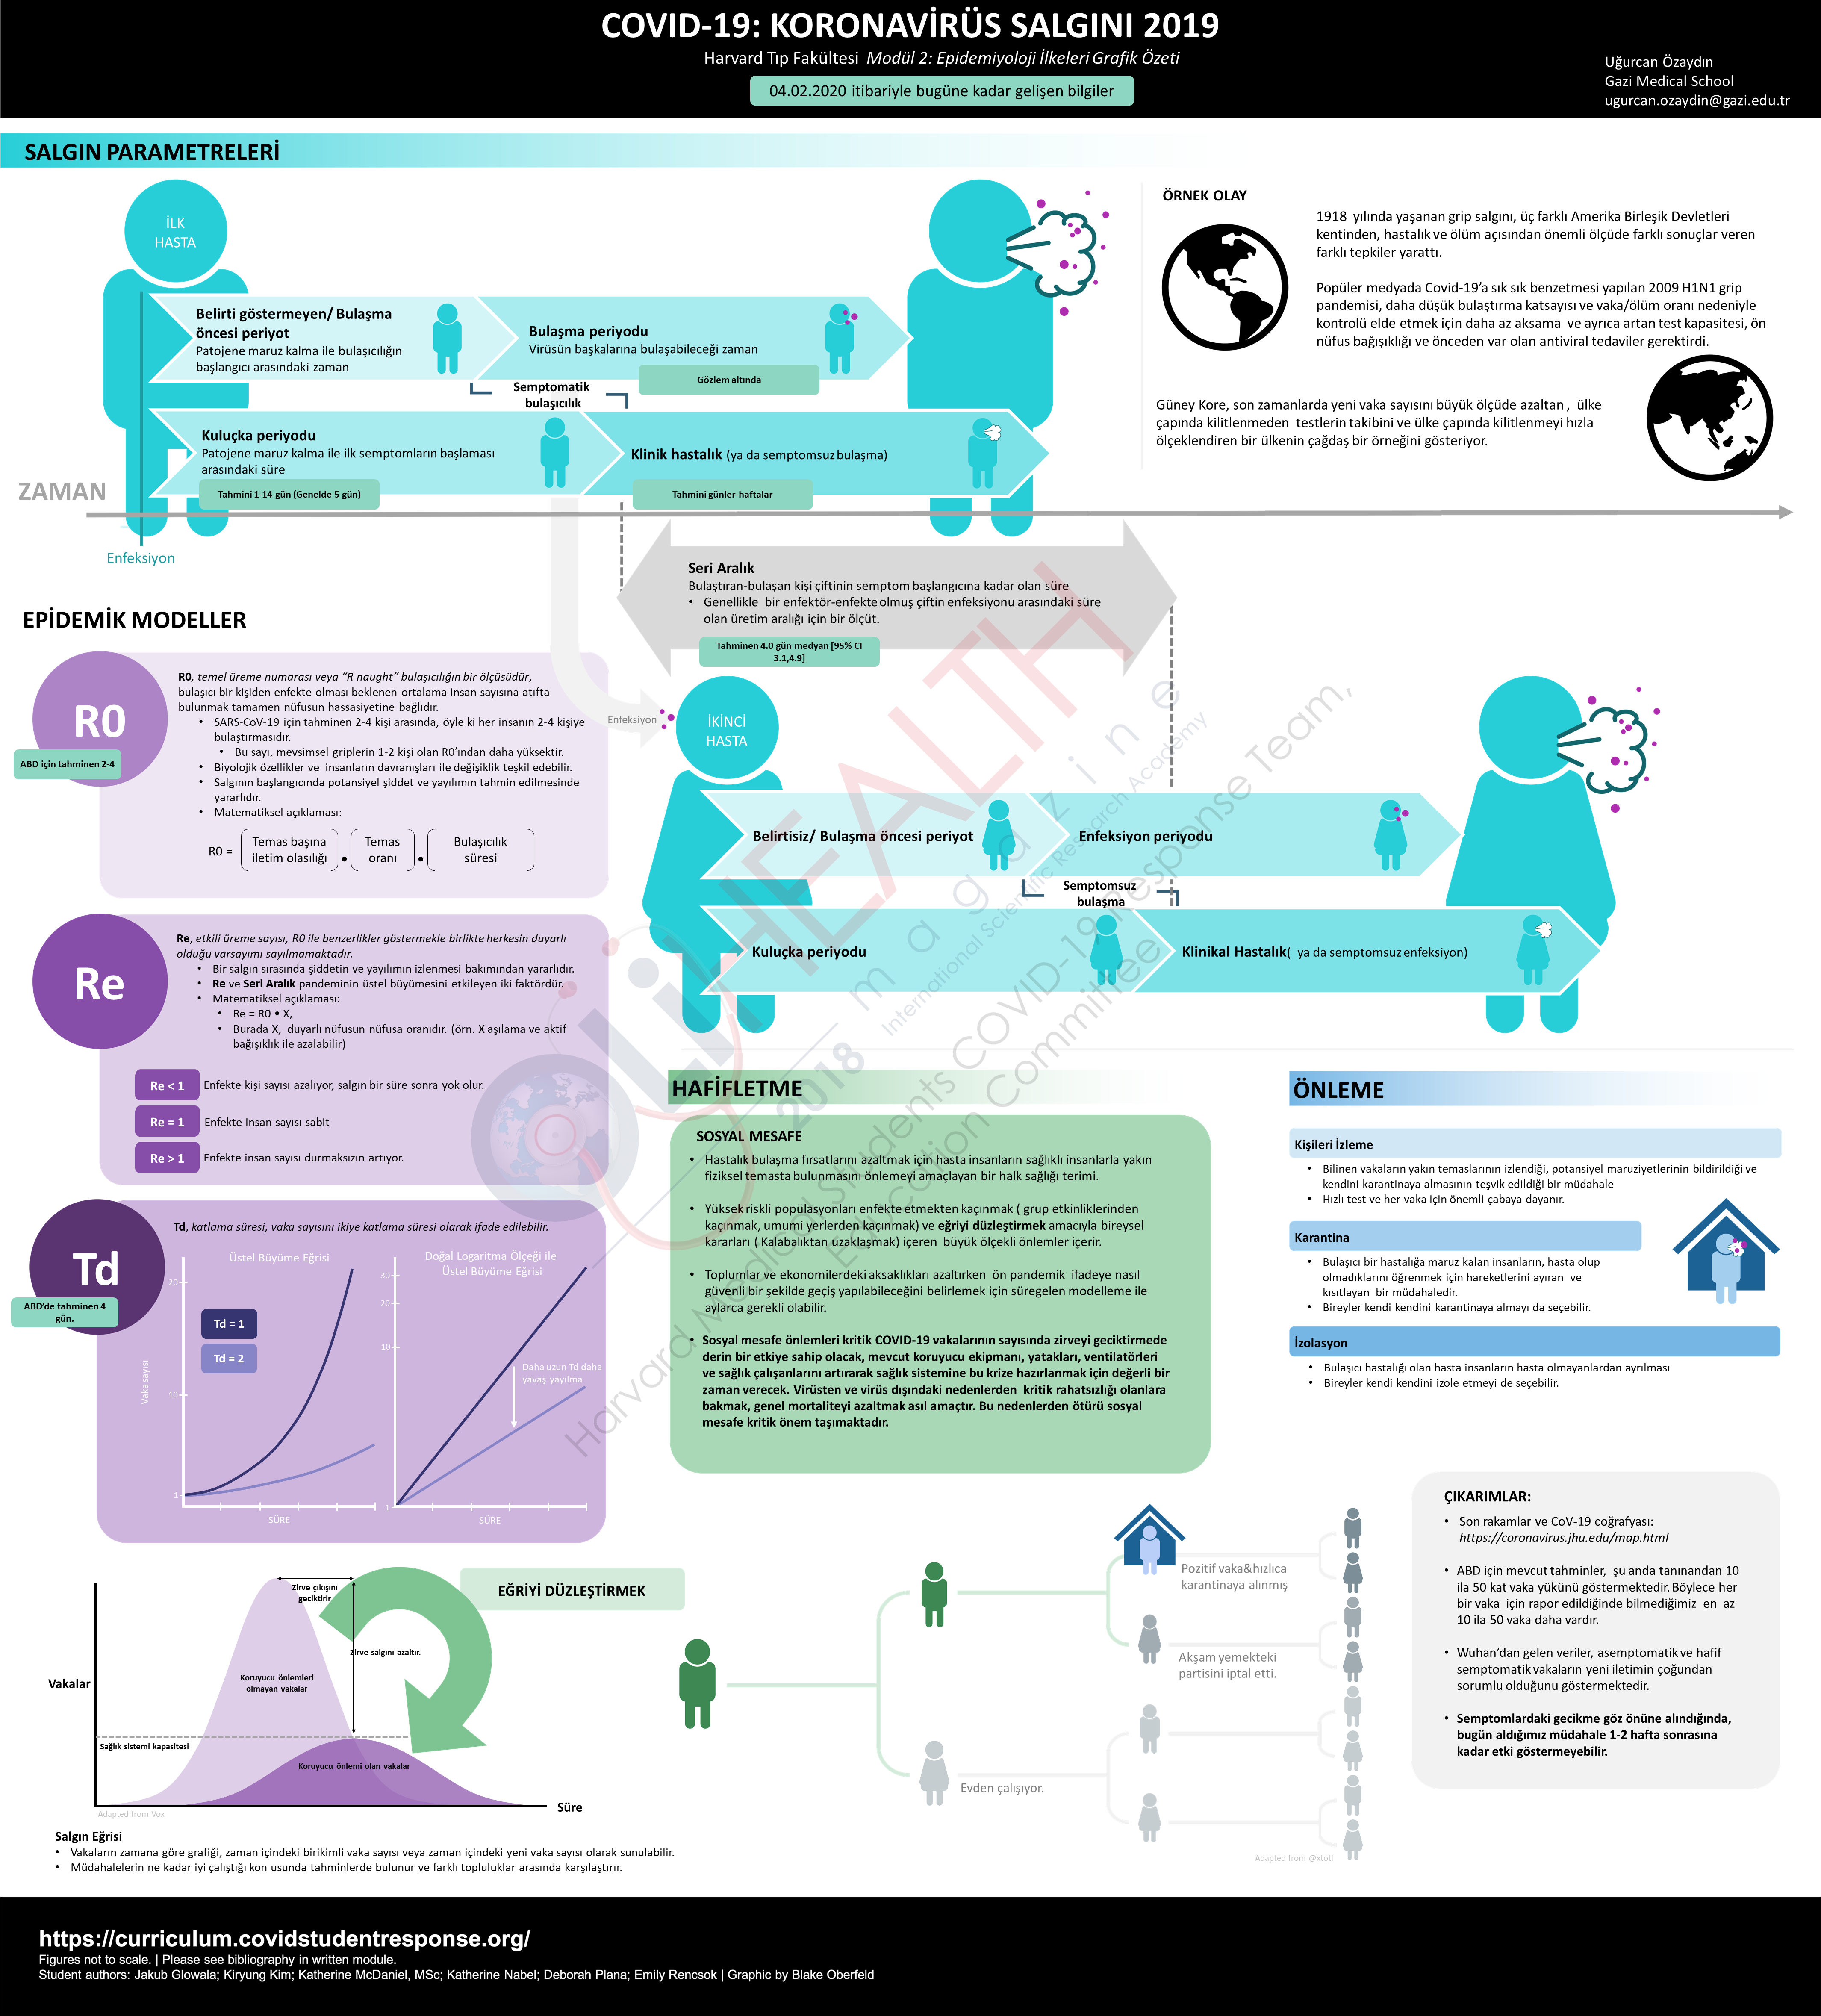 COVID-19: KORONAVİRÜS SALGINI 2019
Harvard Tıp Fakültesi Modül 2: Epidemiyoloji İlkeleri Grafik Özeti
04.02.2020 itibariyle bugüne kadar gelişen bilgiler
Uğurcan Özaydın
Gazi Medical School
ugurcan.ozaydin@gazi.edu.tr
SALGIN PARAMETRELERİ
İLK
HASTA
Belirti göstermeyen/ Bulaşma
öncesi periyot
Patojene maruz kalma ile bulaşıcılığın
başlangıcı arasındaki zaman
Bulaşma periyodu
Virüsün başkalarına bulaşabileceği zaman
Gözlem altında
Semptomatik
bulaşıcılık
Kuluçka periyodu
Patojene maruz kalma ile ilk semptomların başlaması
arasındaki süre
Tahmini 1-14 gün (Genelde 5 gün)
Klinik hastalık (ya da semptomsuz bulaşma)
Tahmini günler-haftalar
ZAMAN
Enfeksiyon
ÖRNEK OLAY
1918 yılında yaşanan grip salgını, üç farklı Amerika Birleşik Devletleri
kentinden, hastalık ve ölüm açısından önemli ölçüde farklı sonuçlar veren
farklı tepkiler yarattı.
Popüler medyada Covid-19’a sık sık benzetmesi yapılan 2009 H1N1 grip
pandemisi, daha düşük bulaştırma katsayısı ve vaka/ölüm oranı nedeniyle
kontrolü elde etmek için daha az aksama ve ayrıca artan test kapasitesi, ön
nüfus bağışıklığı ve önceden var olan antiviral tedaviler gerektirdi.
Güney Kore, son zamanlarda yeni vaka sayısını büyük ölçüde azaltan , ülke
çapında kilitlenmeden testlerin takibini ve ülke çapında kilitlenmeyi hızla
ölçeklendiren bir ülkenin çağdaş bir örneğini gösteriyor.
Seri Aralık
Bulaştıran-bulaşan kişi çiftinin semptom başlangıcına kadar olan süre
• Genellikle bir enfektör-enfekte olmuş çiftin enfeksiyonu arasındaki süre
olan üretim aralığı için bir ölçüt.
Tahminen 4.0 gün medyan [95% CI
3.1,4.9]
EPİDEMİK MODELLER
R0
ABD için tahminen 2-4
R0, temel üreme numarası veya “R naught” bulaşıcılığın bir ölçüsüdür,
bulaşıcı bir kişiden enfekte olması beklenen ortalama insan sayısına atıfta
bulunmak tamamen nüfusun hassasiyetine bağlıdır.
• SARS-CoV-19 için tahminen 2-4 kişi arasında, öyle ki her insanın 2-4 kişiye
bulaştırmasıdır.
• Bu sayı, mevsimsel griplerin 1-2 kişi olan R0’ından daha yüksektir.
• Biyolojik özellikler ve insanların davranışları ile değişiklik teşkil edebilir.
• Salgının başlangıcında potansiyel şiddet ve yayılımın tahmin edilmesinde
yararlıdır.
• Matematiksel açıklaması:
R0 = (Temas başına iletim olasılığı) • (Temas oranı) • (Bulaşıcılık süresi)
Enfeksiyon
İKİNCİ
HASTA
Belirtisiz/ Bulaşma öncesi periyot
Enfeksiyon periyodu
Semptomsuz
bulaşma
Kuluçka periyodu
Klinikal Hastalık( ya da semptomsuz enfeksiyon)
Re
Re, etkili üreme sayısı, R0 ile benzerlikler göstermekle birlikte herkesin duyarlı
olduğu varsayımı sayılmamaktadır.
• Bir salgın sırasında şiddetin ve yayılımın izlenmesi bakımından yararlıdır.
• Re ve Seri Aralık pandeminin üstel büyümesini etkileyen iki faktördür.
• Matematiksel açıklaması:
• Re = R0 • X,
• Burada X, duyarlı nüfusun nüfusa oranıdır. (örn. X aşılama ve aktif
bağışıklık ile azalabilir)
Re < 1 Enfekte kişi sayısı azalıyor, salgın bir süre sonra yok olur.
Re = 1 Enfekte insan sayısı sabit
Re > 1 Enfekte insan sayısı durmaksızın artıyor.
Td
ABD’de tahminen 4
gün.
Td, katlama süresi, vaka sayısını ikiye katlama süresi olarak ifade edilebilir.
Üstel Büyüme Eğrisi
20
10
1
Vaka sayısı
Td = 1
Td = 2
SÜRE
Doğal Logaritma Ölçeği ile
Üstel Büyüme Eğrisi
30
20
10
1
Daha uzun Td daha
yavaş yayılma
SÜRE
HAFİFLETME
SOSYAL MESAFE
• Hastalık bulaşma fırsatlarını azaltmak için hasta insanların sağlıklı insanlarla yakın
fiziksel temasta bulunmasını önlemeyi amaçlayan bir halk sağlığı terimi.
• Yüksek riskli popülasyonları enfekte etmekten kaçınmak ( grup etkinliklerinden
kaçınmak, umumi yerlerden kaçınmak) ve eğriyi düzleştirmek amacıyla bireysel
kararları ( Kalabalıktan uzaklaşmak) içeren büyük ölçekli önlemler içerir.
• Toplumlar ve ekonomilerdeki aksaklıkları azaltırken ön pandemik ifadeye nasıl
güvenli bir şekilde geçiş yapılabileceğini belirlemek için süregelen modelleme ile
aylarca gerekli olabilir.
• Sosyal mesafe önlemleri kritik COVID-19 vakalarının sayısında zirveyi geciktirmede
derin bir etkiye sahip olacak, mevcut koruyucu ekipmanı, yatakları, ventilatörleri
ve sağlık çalışanlarını artırarak sağlık sistemine bu krize hazırlanmak için değerli bir
zaman verecek. Virüsten ve virüs dışındaki nedenlerden kritik rahatsızlığı olanlara
bakmak, genel mortaliteyi azaltmak asıl amaçtır. Bu nedenlerden ötürü sosyal
mesafe kritik önem taşımaktadır.
ÖNLEME
Kişileri İzleme
• Bilinen vakaların yakın temaslarının izlendiği, potansiyel maruziyetlerinin bildirildiği ve
kendini karantinaya almasının teşvik edildiği bir müdahale
• Hızlı test ve her vaka için önemli çabaya dayanır.
Karantina
• Bulaşıcı bir hastalığa maruz kalan insanların, hasta olup
olmadıklarını öğrenmek için hareketlerini ayıran ve
kısıtlayan bir müdahaledir.
• Bireyler kendi kendini karantinaya almayı da seçebilir.
İzolasyon
• Bulaşıcı hastalığı olan hasta insanların hasta olmayanlardan ayrılması
• Bireyler kendi kendini izole etmeyi de seçebilir.
EĞRİYİ DÜZLEŞTİRMEK
Zirve çıkışını
geciktirir
Zirve salgını azaltır.
Koruyucu önlemleri
olmayan vakalar
Vakalar
Sağlık sistemi kapasitesi
Koruyucu önlemi olan vakalar
Süre
Adapted from Vox
Salgın Eğrisi
• Vakaların zamana göre grafiği, zaman içindeki birikimli vaka sayısı veya zaman içindeki yeni vaka sayısı olarak sunulabilir.
• Müdahalelerin ne kadar iyi çalıştığı kon usunda tahminlerde bulunur ve farklı topluluklar arasında karşılaştırır.
Pozitif vaka&hızlıca
karantinaya alınmış
Akşam yemekteki
partisini iptal etti.
Evden çalışıyor.
Adapted from @xtotl
ÇIKARIMLAR:
• Son rakamlar ve CoV-19 coğrafyası:
https://coronavirus.jhu.edu/map.html
• ABD için mevcut tahminler, şu anda tanınandan 10
ila 50 kat vaka yükünü göstermektedir. Böylece her
bir vaka için rapor edildiğinde bilmediğimiz en az
10 ila 50 vaka daha vardır.
• Wuhan’dan gelen veriler, asemptomatik ve hafif
semptomatik vakaların yeni iletimin çoğundan
sorumlu olduğunu göstermektedir.
• Semptomlardaki gecikme göz önüne alındığında,
bugün aldığımız müdahale 1-2 hafta sonrasına
kadar etki göstermeyebilir.
HEALTH
magazine
2018
International Scientific Research Academy
Harvard Medical Students COVID-19 Response Team,
Education Committee
https://curriculum.covidstudentresponse.org/
Figures not to scale. | Please see bibliography in written module.
Student authors: Jakub Glowala; Kiryung Kim; Katherine McDaniel, MSc; Katherine Nabel; Deborah Plana; Emily Rencsok | Graphic by Blake Oberfeld